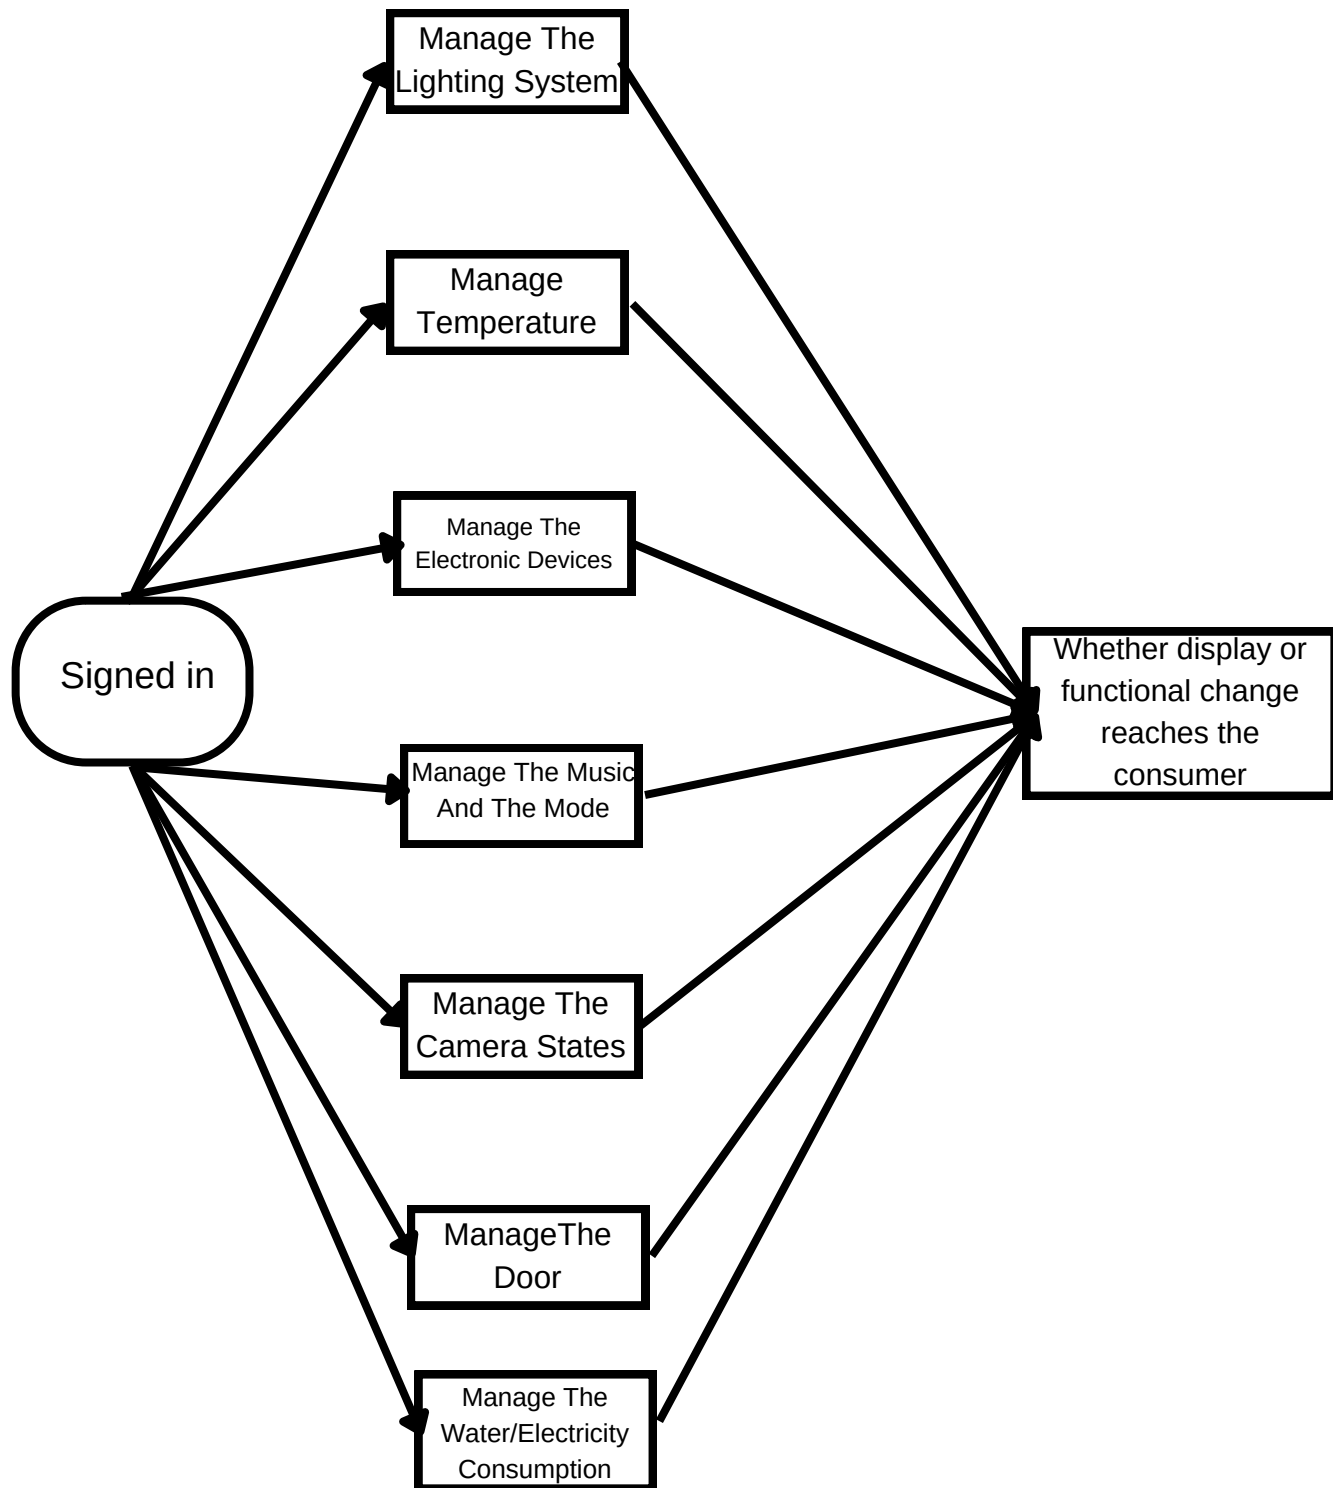 Manage The
Lighting System
Manage
Temperature
Manage The
Electronic Devices
Signed in
Whether display or
functional change
reaches the
consumer
Manage The Music
And The Mode
Manage The
Camera States
ManageThe
Door
Manage The
Water/Electricity
Consumption